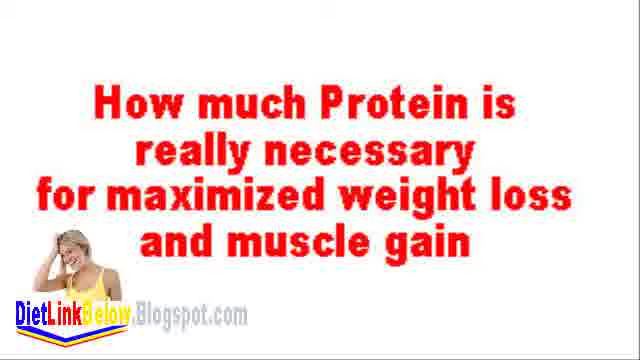 How much Protein is
really necessary
for maximized weight loss
and muscle gain
DietLinkBelow.Blogspot.com